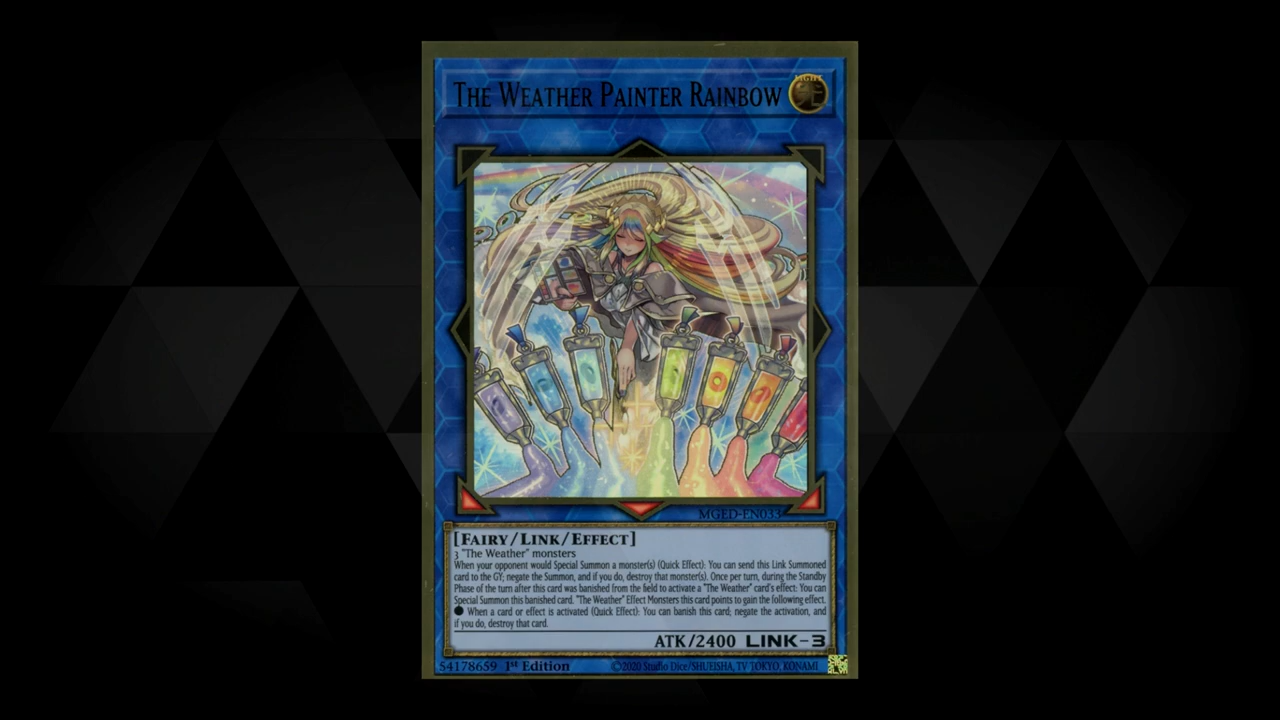 THE WEATHER PAINTER RAINBOW
LIGHT
光
MGED-EN033
[FAIRY/LINK/EFFECT]
3 "The Weather" monsters
When your opponent would Special Summon a monster(s) (Quick Effect): You can send this Link Summoned
card to the GY; negate the Summon, and if you do, destroy that monster(s). Once per turn, during the Standby
Phase of the turn after this card was banished from the field to activate a "The Weather" card's effect: You can
Special Summon this banished card. "The Weather" Effect Monsters this card points to gain the following effect.
● When a card or effect is activated (Quick Effect): You can banish this card; negate the activation, and
if you do, destroy that card.
ATK/2400 LINK-3
54178659 1st Edition ©2020 Studio Dice/SHUEISHA, TV TOKYO, KONAMI